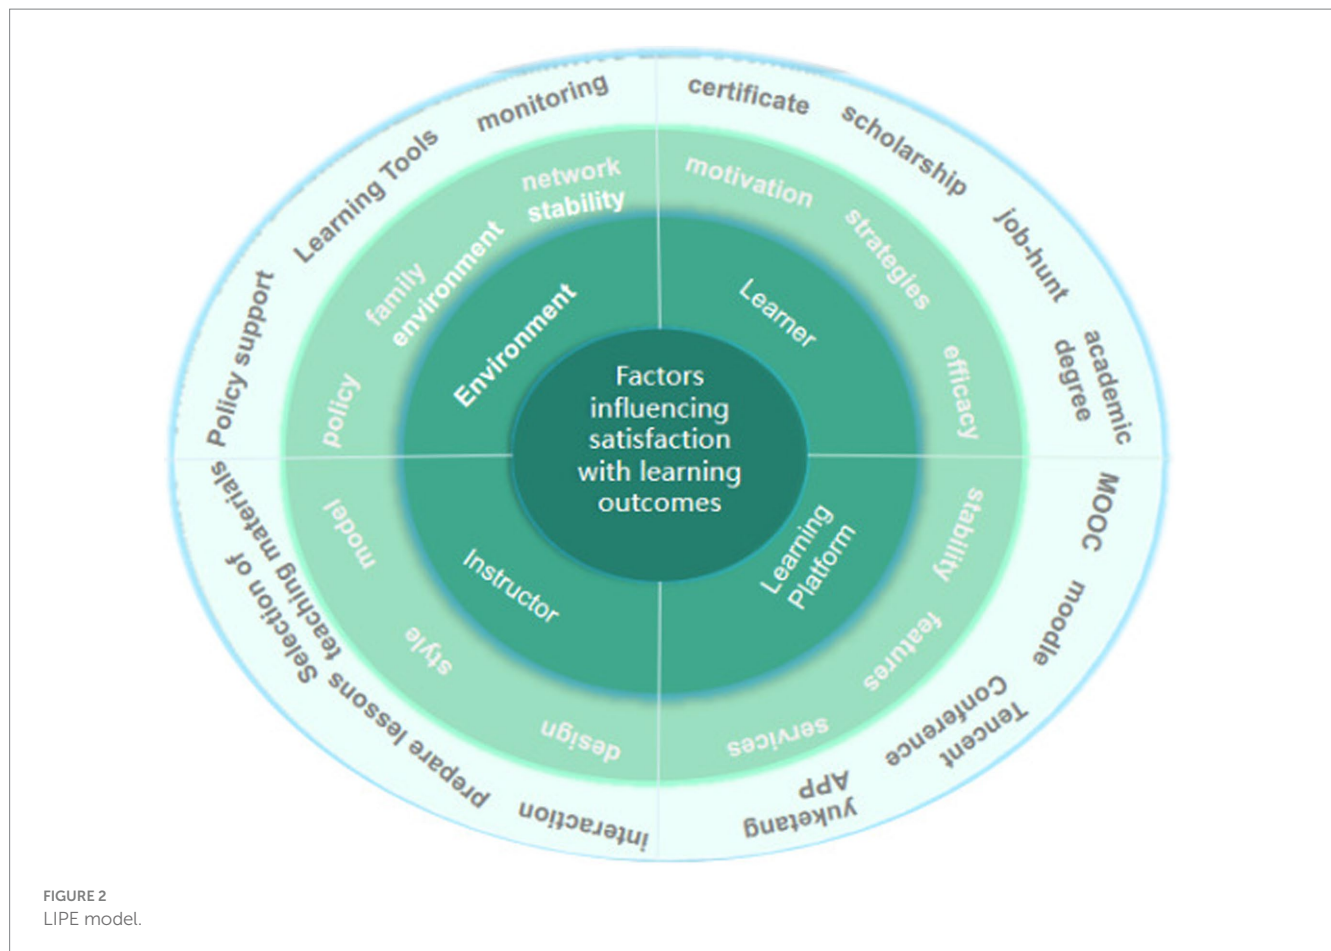 monitoring
Learning Tools
Policy support
certificate
scholarship
job-hunt
academic
degree
network
stability
family
environment
policy
motivation
strategies
efficacy
Environment
Learner
Factors
influencing
satisfaction
with learning
outcomes
Instructor
Learning
Platform
model
style
design
stability
features
services
Selection of
teaching materials
prepare lessons
interaction
MOOC
moodle
Tencent
Conference
yuketang
APP
FIGURE 2
LIPE model.